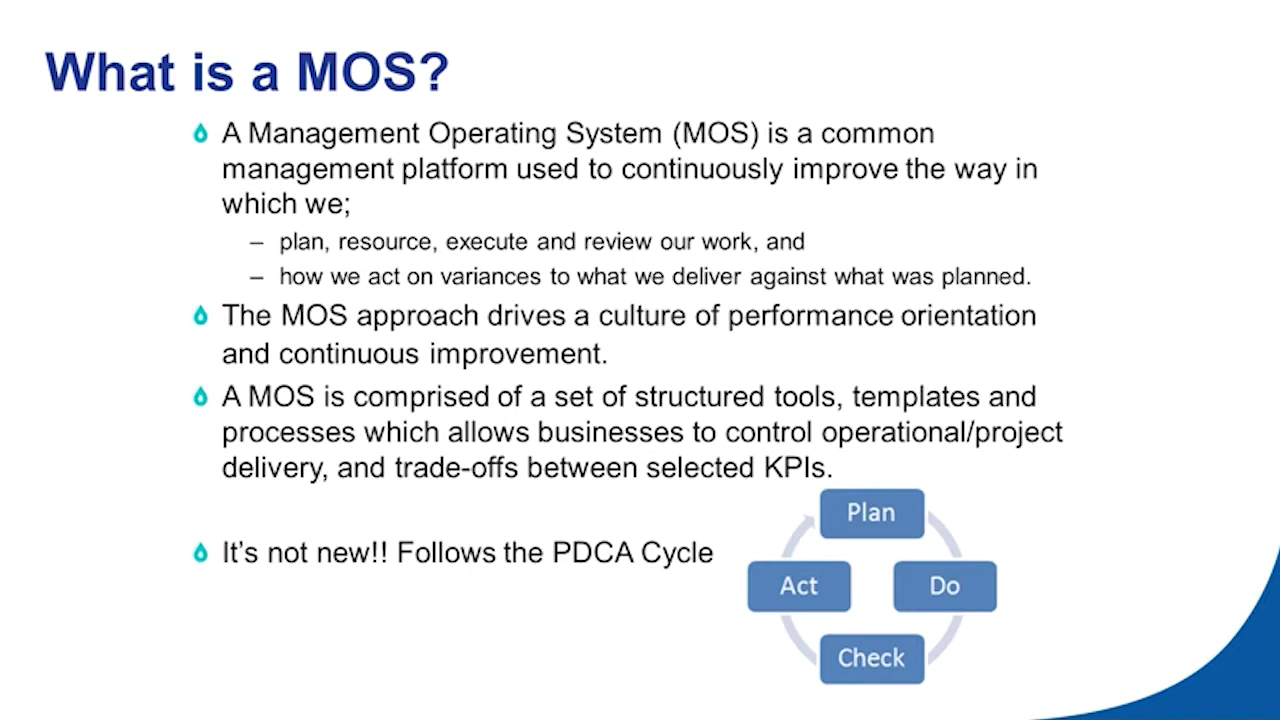 What is a MOS?
A Management Operating System (MOS) is a common
management platform used to continuously improve the way in
which we;
– plan, resource, execute and review our work, and
– how we act on variances to what we deliver against what was planned.
The MOS approach drives a culture of performance orientation
and continuous improvement.
A MOS is comprised of a set of structured tools, templates and
processes which allows businesses to control operational/project
delivery, and trade-offs between selected KPIs.
It’s not new!! Follows the PDCA Cycle
Plan
Act
Do
Check